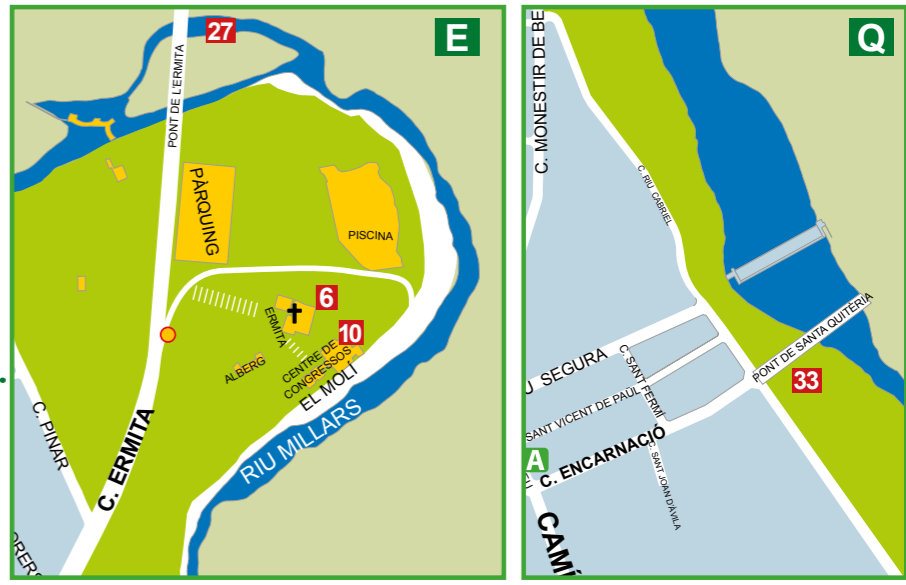 27
E
PONT DE L'ERMITA
PÀRQUING
PISCINA
6
ERMITA
10
CENTRE DE
CONGRESSOS
ALBERG
EL MOLÍ
RIU MILLARS
C. PINAR
C. ERMITA
ORERS
Q
C. MONESTIR DE BE
C. RIU CABRIEL
PONT DE SANTA QUITÈRIA
33
U SEGURA
C. SANT FERMÍ
SANT VICENT DE PAÜL
C. ENCARNACIÓ
C. SANT JOAN D'ÀVILA
A
CAMÍ